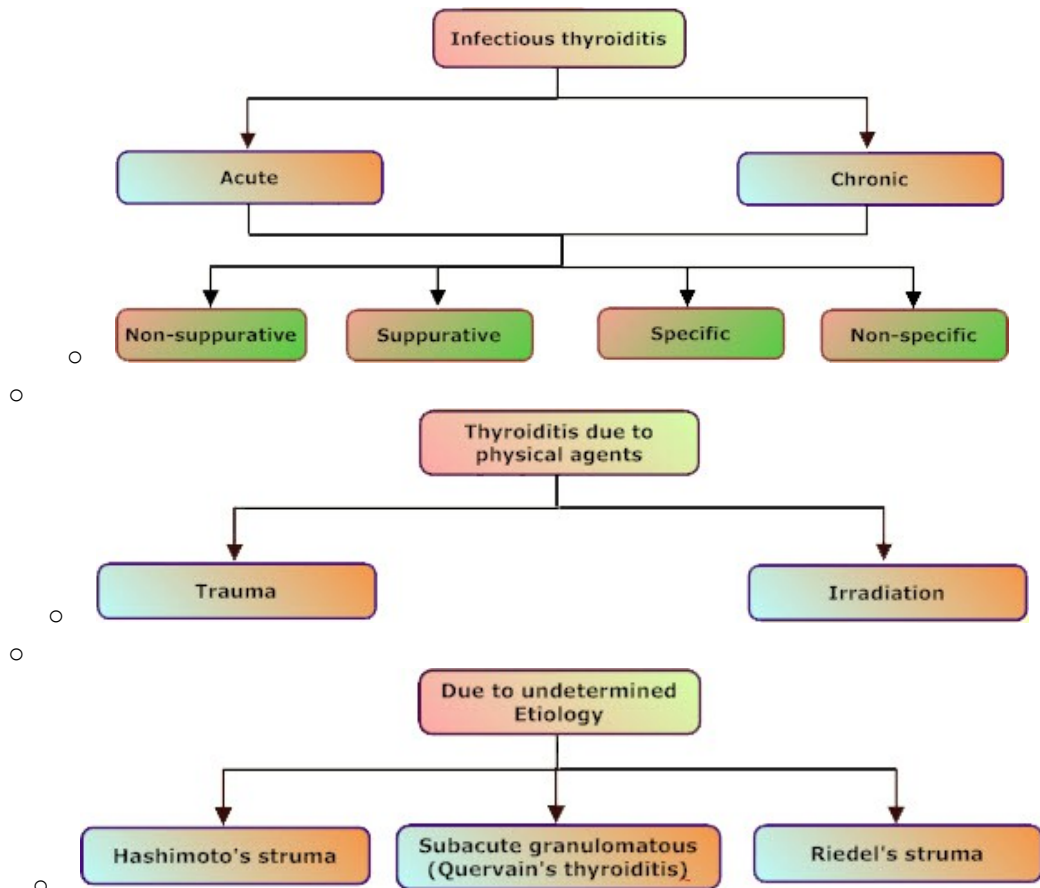 Infectious thyroiditis
Acute
Chronic
Non-suppurative
Suppurative
Specific
Non-specific
Thyroiditis due to
physical agents
Trauma
Irradiation
Due to undetermined
Etiology
Hashimoto's struma
Subacute granulomatous
(Quervain's thyroiditis)
Riedel's struma